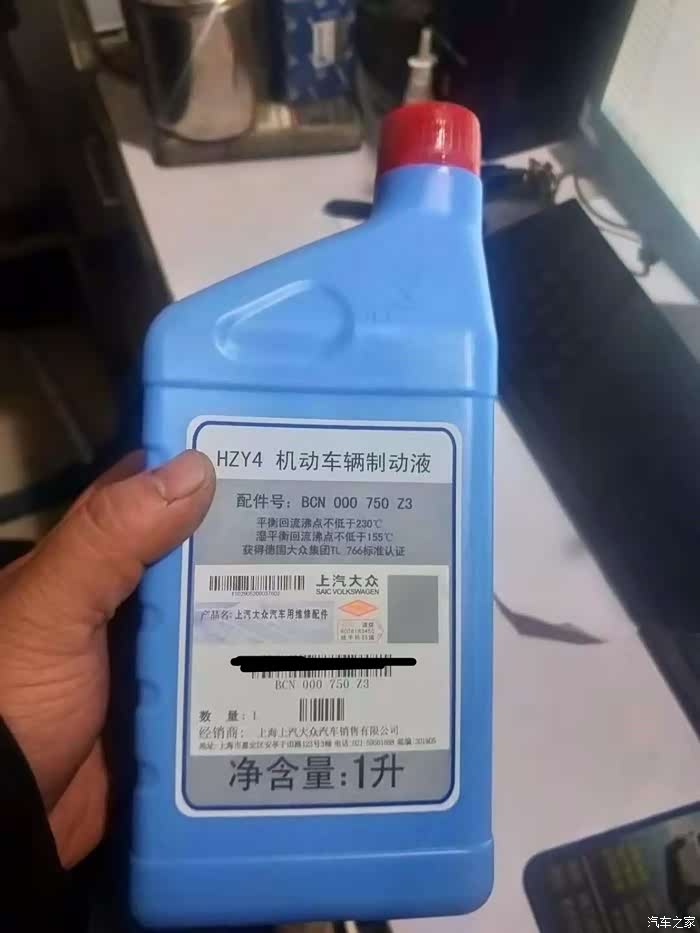 HZY4 机动车辆制动液
配件号: BCN 000 750 Z3
平衡回流沸点不低于230℃
湿平衡回流沸点不低于155℃
获得德国大众集团TL 766标准认证
上汽大众
SAIC VOLKSWAGEN
产品名: 上汽大众汽车用维修配件
BCN 000 750 Z3
数 量: 1
经销商: 上海上汽大众汽车销售有限公司
净含量:1升
汽车之家